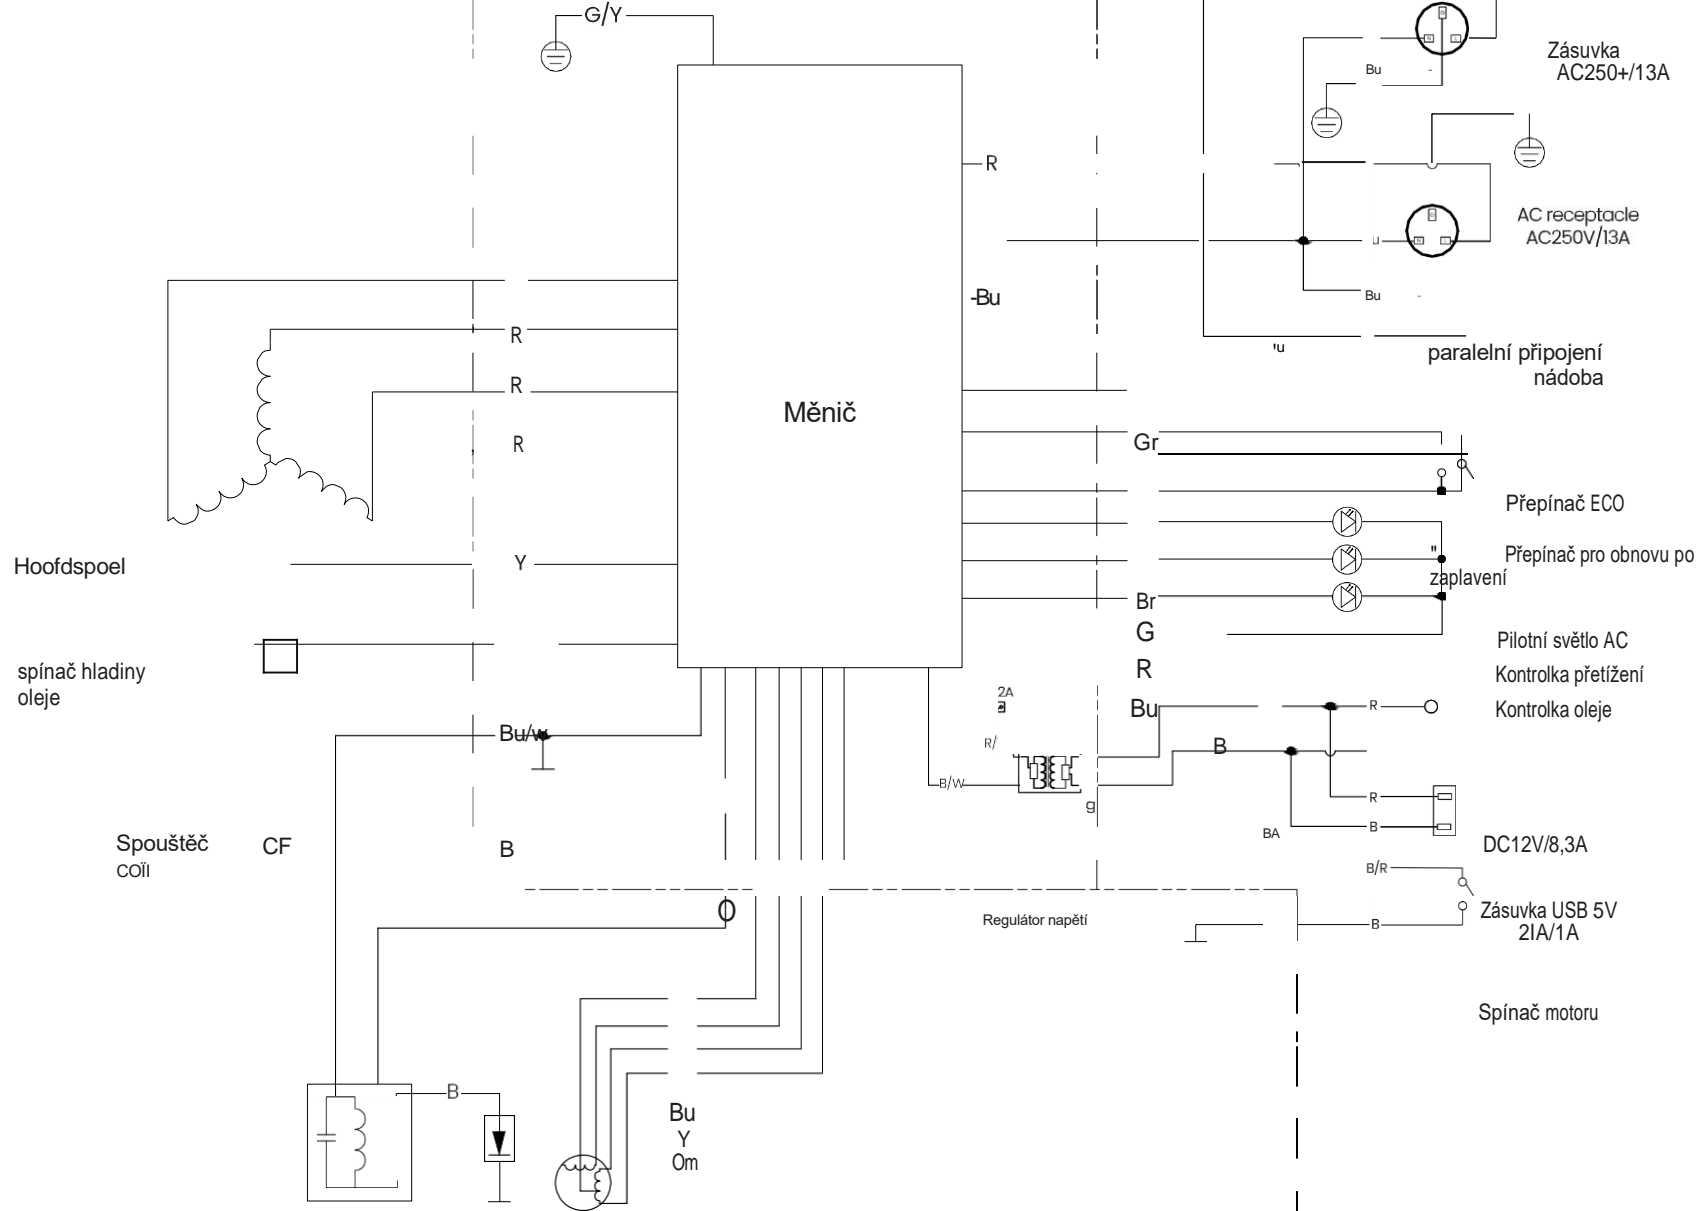 G/Y
Zásuvka
AC250+/13A
Bu
R
AC receptacle
AC250V/13A
u
-Bu
Bu
R
'u
paralelní připojení
nádoba
R
Měnič
R
Gr
Přepínač ECO
Hoofdspoel
Y
"
Přepínač pro obnovu po
zaplavení
Br
G
Pilotní světlo AC
spínač hladiny
oleje
R
Kontrolka přetížení
2A
Bu
R
Kontrolka oleje
Bu/w
R/
B
B/W
g
R
B
BA
Spouštěč
COÏI
CF
B
DC12V/8,3A
B/R
O
Regulátor napětí
B
Zásuvka USB 5V
2IA/1A
Spínač motoru
B
Bu
Y
Om